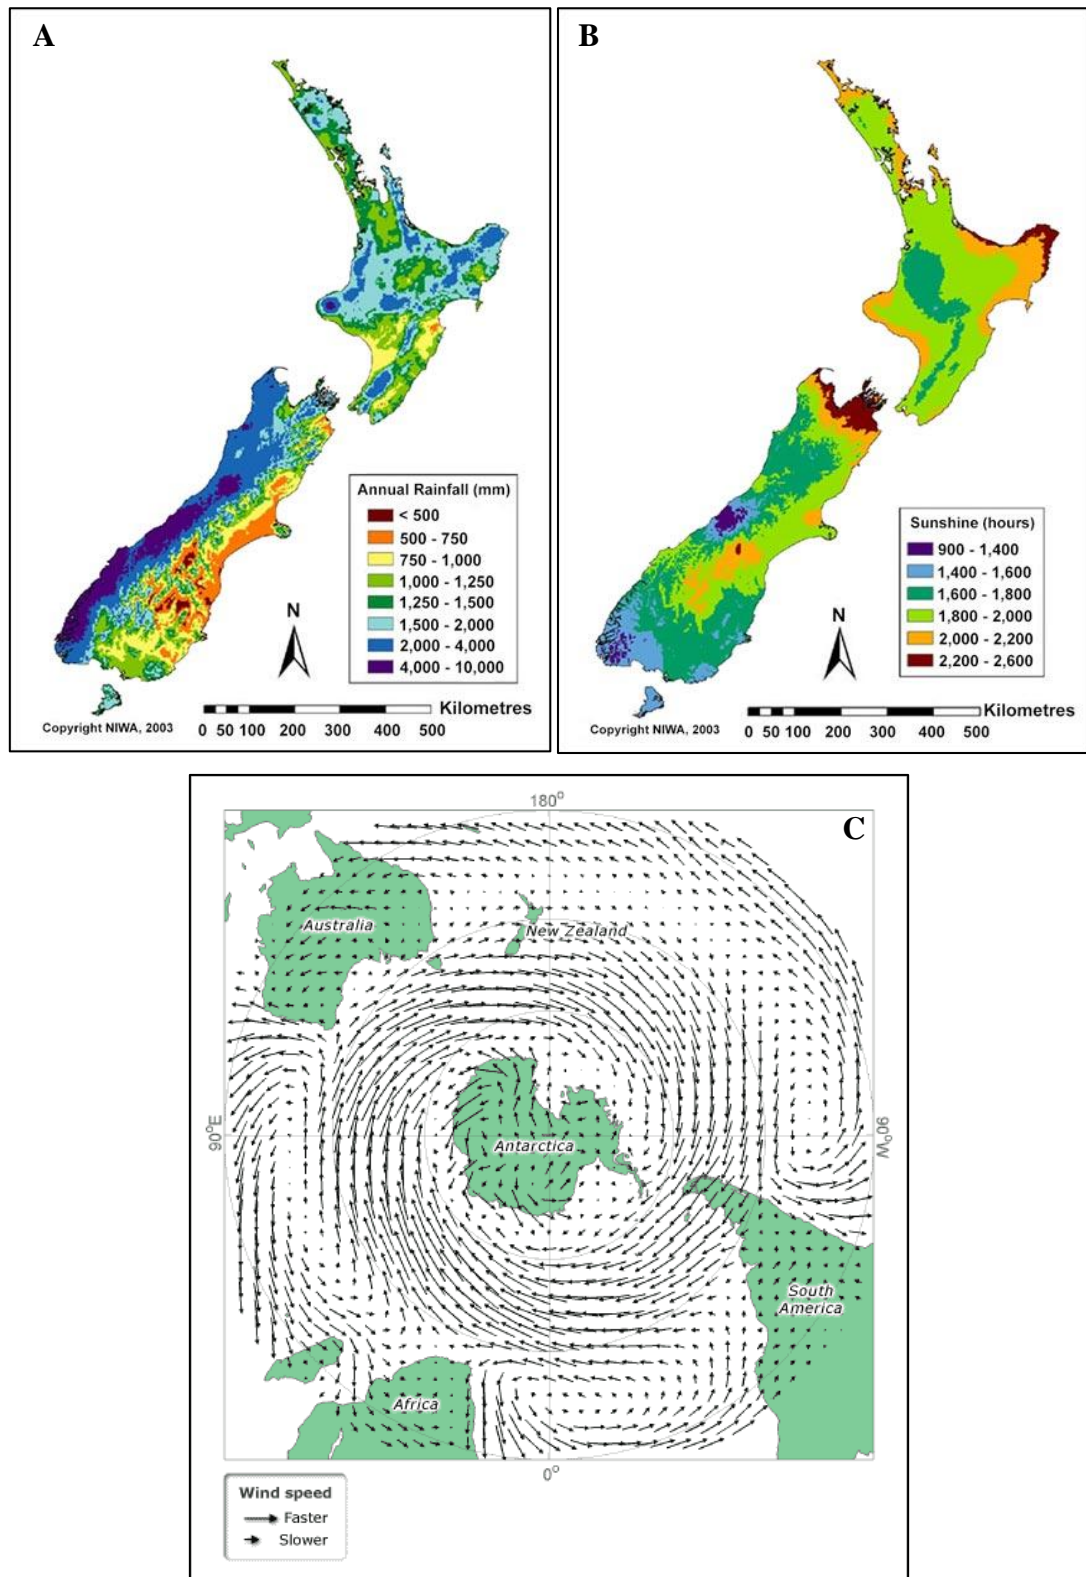 A
Annual Rainfall (mm)
< 500
500 - 750
750 - 1,000
1,000 - 1,250
1,250 - 1,500
1,500 - 2,000
2,000 - 4,000
4,000 - 10,000
N
Kilometres
Copyright NIWA, 2003
0 50 100 200 300 400 500
B
Sunshine (hours)
900 - 1,400
1,400 - 1,600
1,600 - 1,800
1,800 - 2,000
2,000 - 2,200
2,200 - 2,600
N
Kilometres
Copyright NIWA, 2003
0 50 100 200 300 400 500
180°
C
Australia
New Zealand
90°E
Antarctica
90°W
South
America
Africa
0°
Wind speed
Faster
Slower